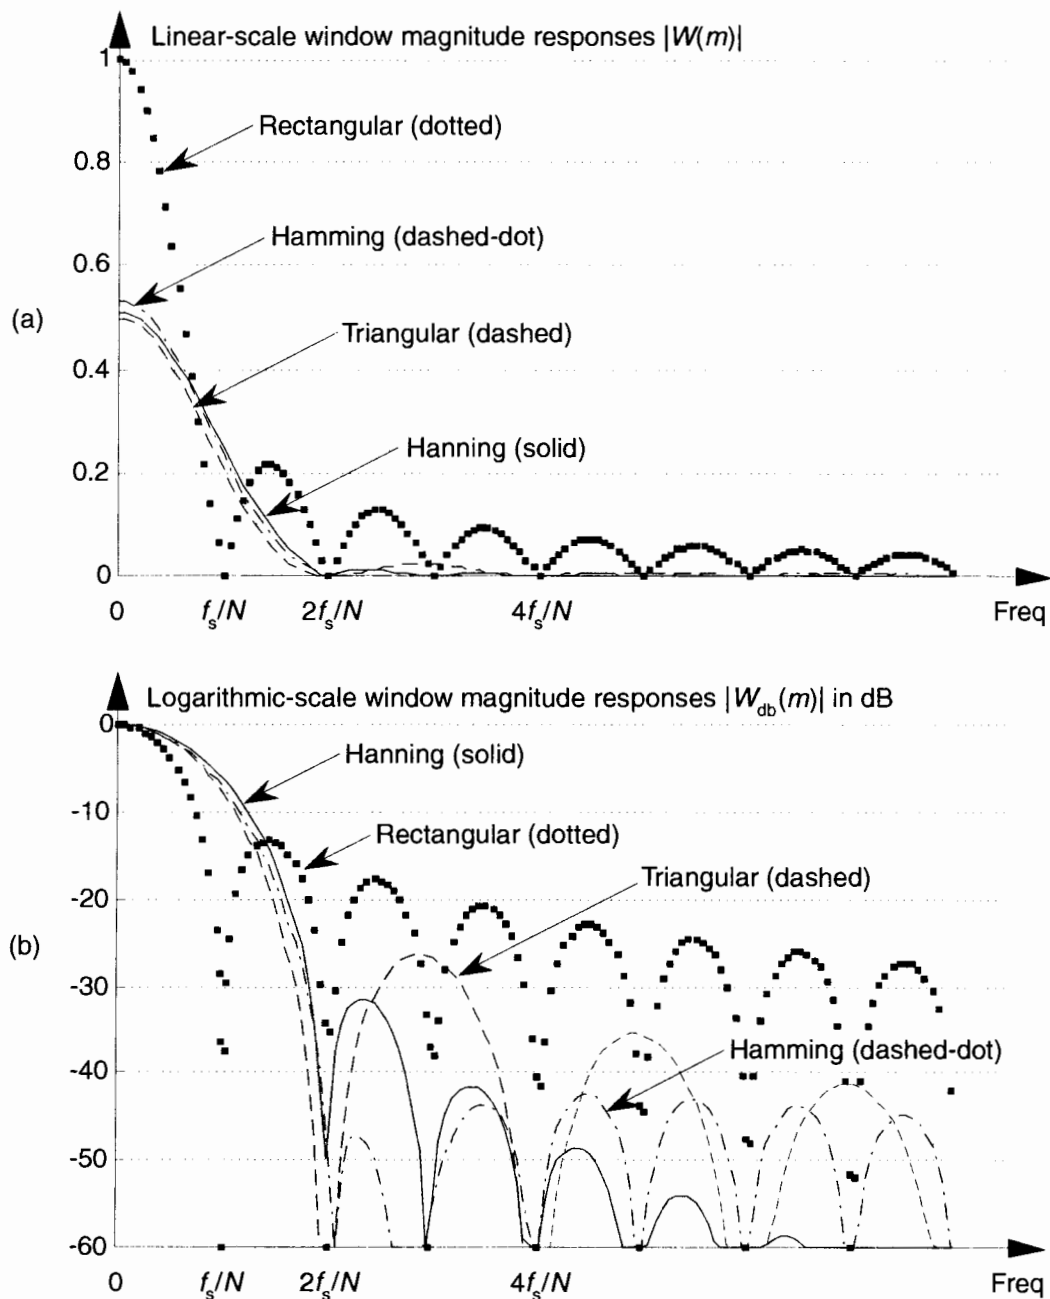 Linear-scale window magnitude responses |W(m)|
1
Rectangular (dotted)
0.8
Hamming (dashed-dot)
0.6
(a)
Triangular (dashed)
0.4
Hanning (solid)
0.2
0
0 fs/N 2fs/N 4fs/N Freq
Logarithmic-scale window magnitude responses |Wdb(m)| in dB
0
Hanning (solid)
-10
Rectangular (dotted)
Triangular (dashed)
-20
(b)
-30
Hamming (dashed-dot)
-40
-50
-60
0 fs/N 2fs/N 4fs/N Freq